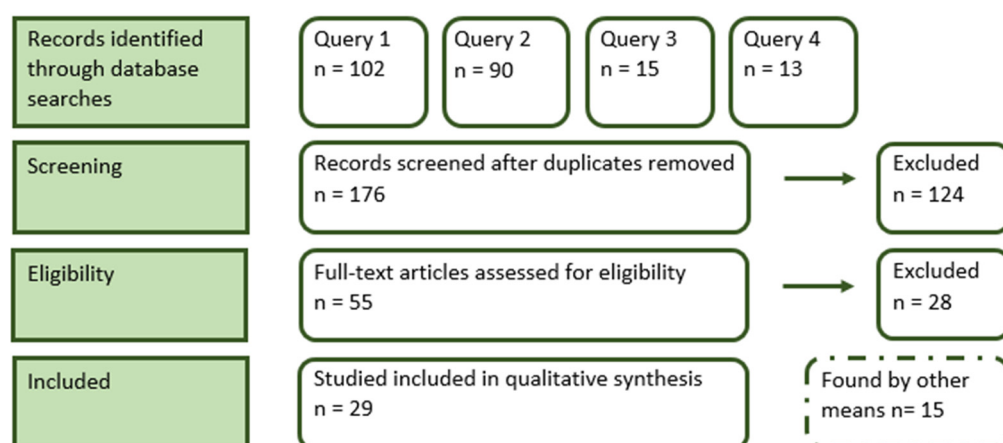 Records identified
through database
searches
Query 1
n = 102
Query 2
n = 90
Query 3
n = 15
Query 4
n = 13
Screening
Records screened after duplicates removed
n = 176
Excluded
n = 124
Eligibility
Full-text articles assessed for eligibility
n = 55
Excluded
n = 28
Included
Studied included in qualitative synthesis
n = 29
Found by other
means n= 15